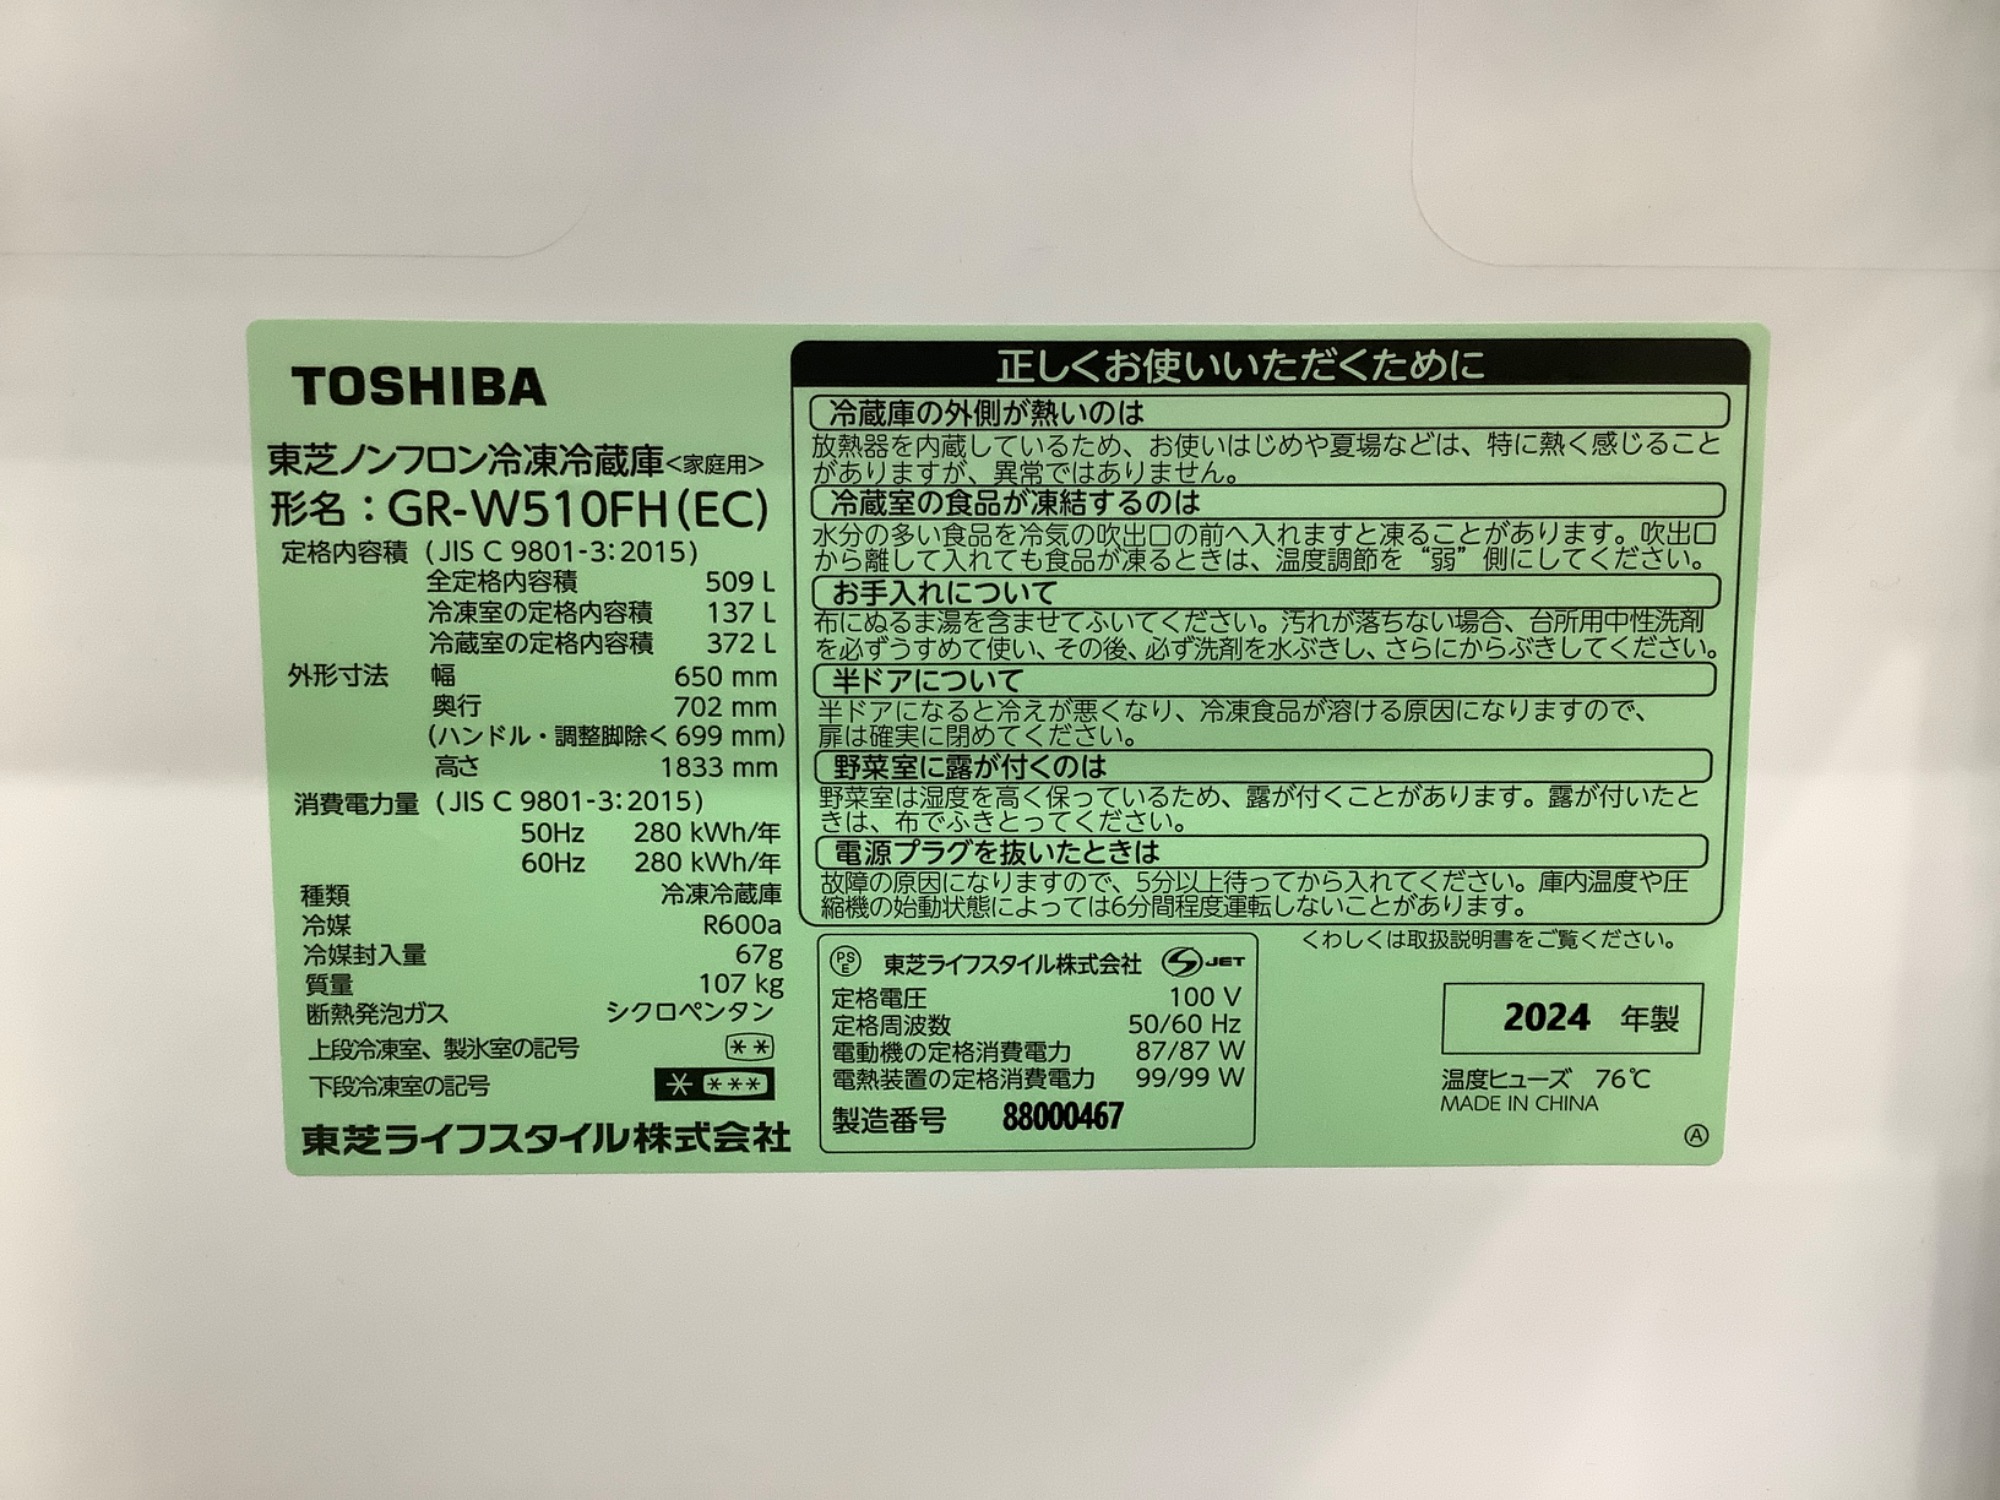 TOSHIBA
東芝ノンフロン冷凍冷蔵庫<家庭用>
形名：GR-W510FH(EC)
定格内容積 (JIS C 9801-3:2015)
全定格内容積 509 L
冷凍室の定格内容積 137 L
冷蔵室の定格内容積 372 L
外形寸法 幅 650 mm
奥行 702 mm
(ハンドル・調整脚除く 699 mm)
高さ 1833 mm
消費電力量 (JIS C 9801-3:2015)
50Hz 280 kWh/年
60Hz 280 kWh/年
種類 冷凍冷蔵庫
冷媒 R600a
冷媒封入量 67g
質量 107 kg
断熱発泡ガス シクロペンタン
上段冷凍室、製氷室の記号 **
下段冷凍室の記号 * ***
東芝ライフスタイル株式会社
正しくお使いいただくために
冷蔵庫の外側が熱いのは
放熱器を内蔵しているため、お使いはじめや夏場などは、特に熱く感じること
がありますが、異常ではありません。
冷蔵室の食品が凍結するのは
水分の多い食品を冷気の吹出口の前へ入れますと凍ることがあります。吹出口
から離して入れても食品が凍るときは、温度調節を“弱”側にしてください。
お手入れについて
布にぬるま湯を含ませてふいてください。汚れが落ちない場合、台所用中性洗剤
を必ずうすめて使い、その後、必ず洗剤を水ぶきし、さらにからぶきしてください。
半ドアについて
半ドアになると冷えが悪くなり、冷凍食品が溶ける原因になりますので、
扉は確実に閉めてください。
野菜室に露が付くのは
野菜室は湿度を高く保っているため、露が付くことがあります。露が付いたと
きは、布でふきとってください。
電源プラグを抜いたときは
故障の原因になりますので、5分以上待ってから入れてください。庫内温度や圧
縮機の始動状態によっては6分間程度運転しないことがあります。
くわしくは取扱説明書をご覧ください。
PS E 東芝ライフスタイル株式会社 S JET
定格電圧 100 V
定格周波数 50/60 Hz
電動機の定格消費電力 87/87 W
電熱装置の定格消費電力 99/99 W
製造番号 88000467
2024 年製
温度ヒューズ 76℃
MADE IN CHINA
Ⓐ